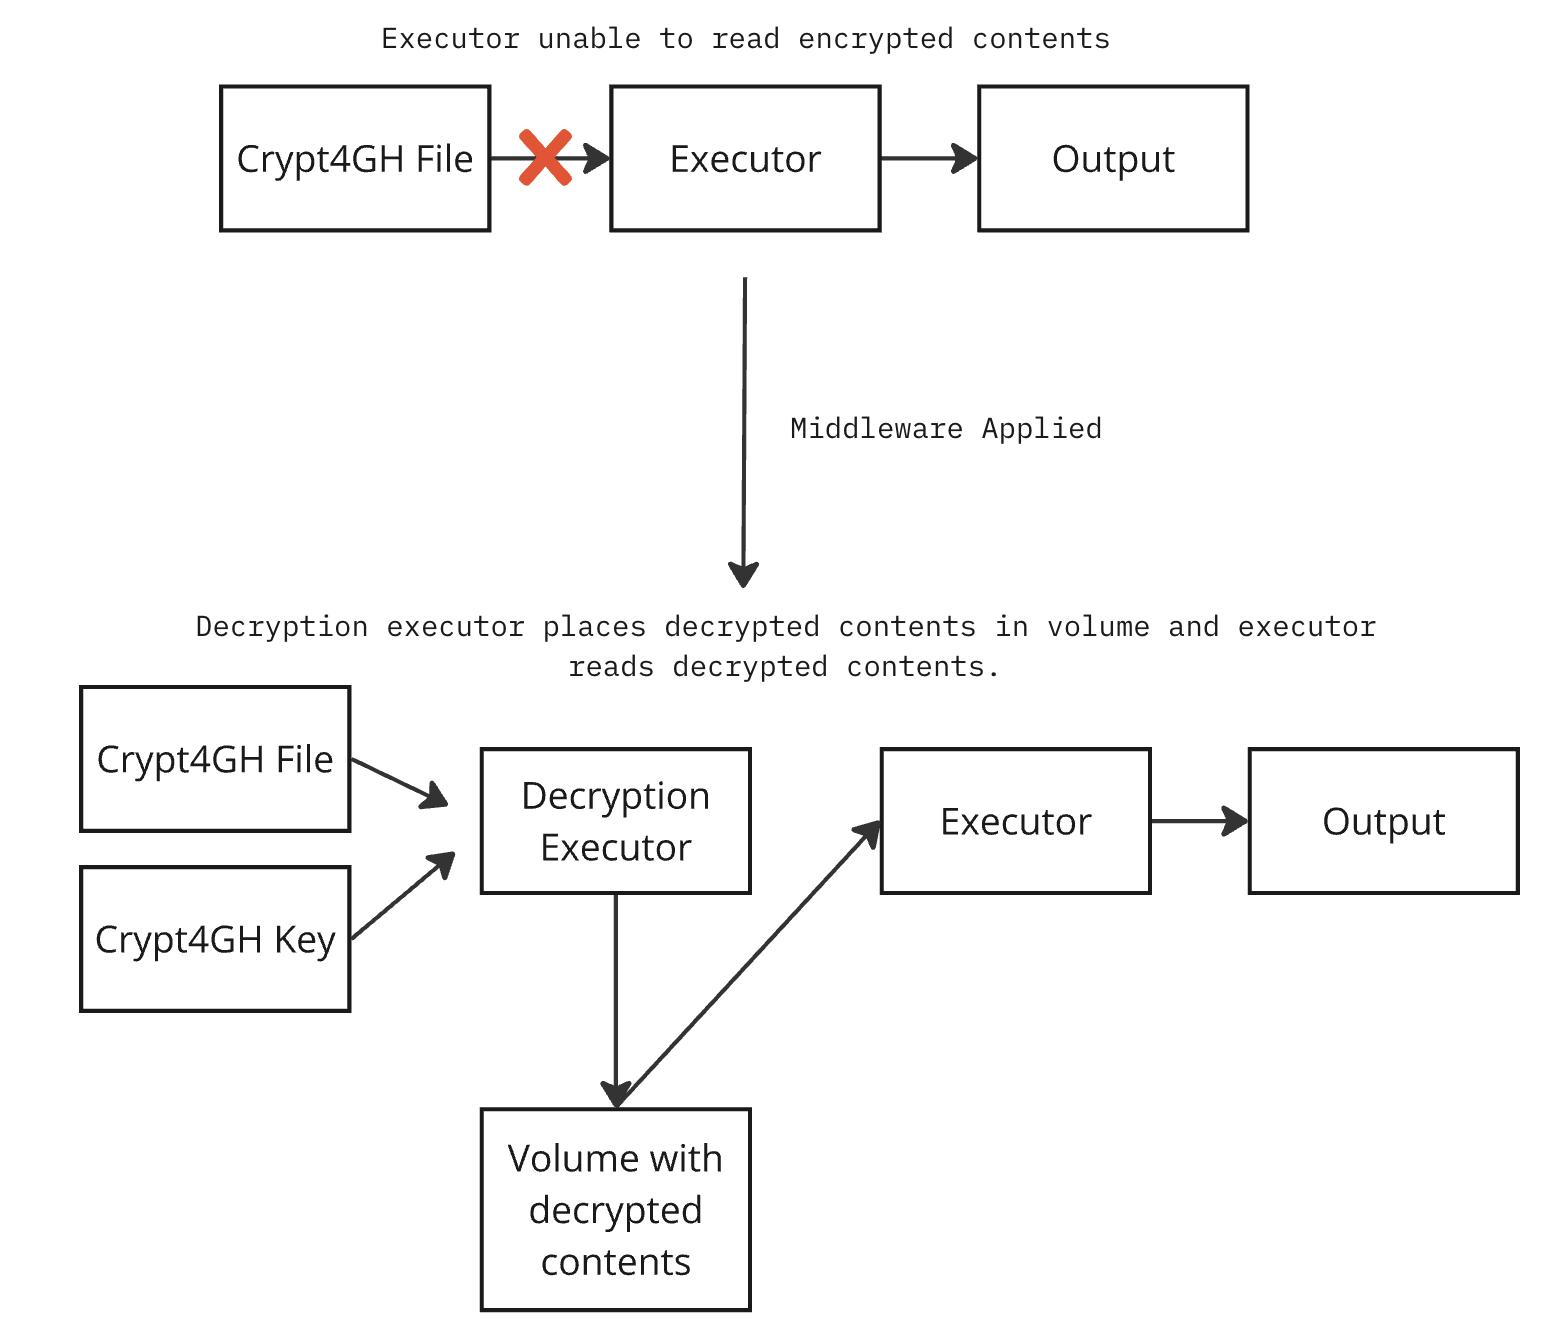 Executor unable to read encrypted contents
Crypt4GH File
Executor
Output
Middleware Applied
Decryption executor places decrypted contents in volume and executor
reads decrypted contents.
Crypt4GH File
Crypt4GH Key
Decryption
Executor
Executor
Output
Volume with
decrypted
contents